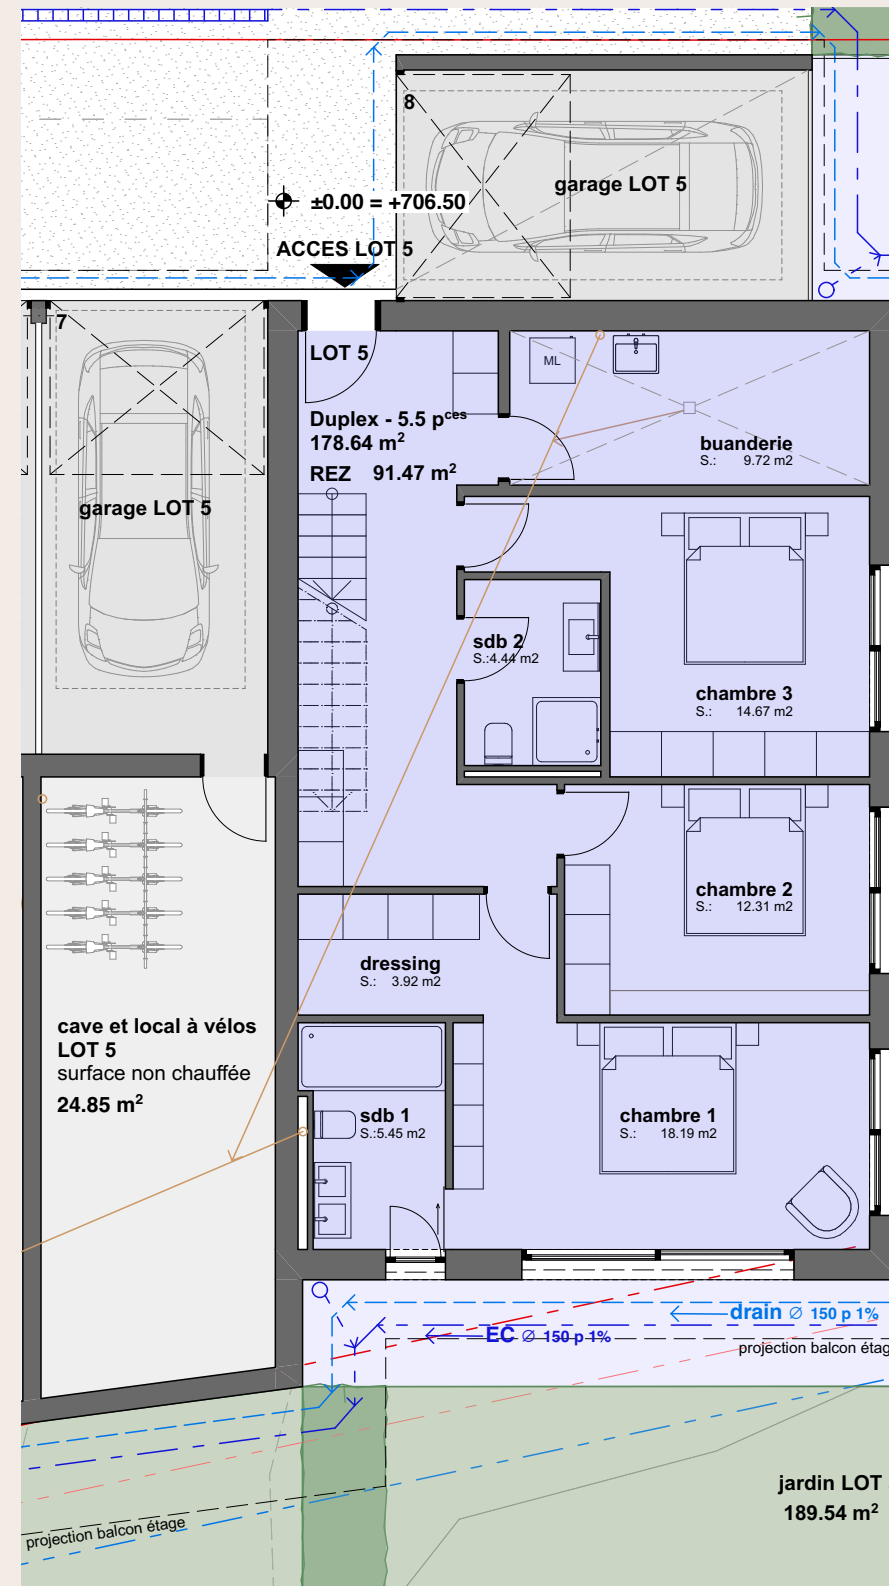 8
garage LOT 5
±0.00 = +706.50
ACCES LOT 5
7
LOT 5
ML
Duplex - 5.5 pces
178.64 m2
REZ 91.47 m2
buanderie
S.: 9.72 m2
garage LOT 5
sdb 2
S.:4.44 m2
chambre 3
S.: 14.67 m2
chambre 2
S.: 12.31 m2
dressing
S.: 3.92 m2
cave et local à vélos
LOT 5
surface non chauffée
24.85 m2
sdb 1
S.:5.45 m2
chambre 1
S.: 18.19 m2
drain ∅ 150 p 1%
EC ∅ 150 p 1%
projection balcon étag
jardin LOT
189.54 m2
projection balcon étage